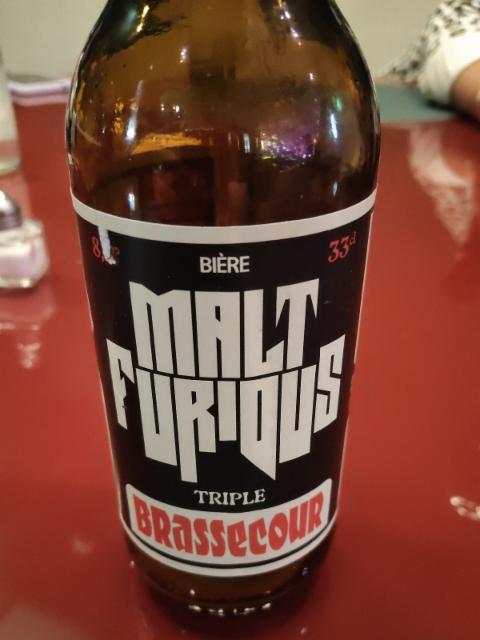 33cl
BIÈRE
MALT
FURIOUS
TRIPLE
BRASSECOUR